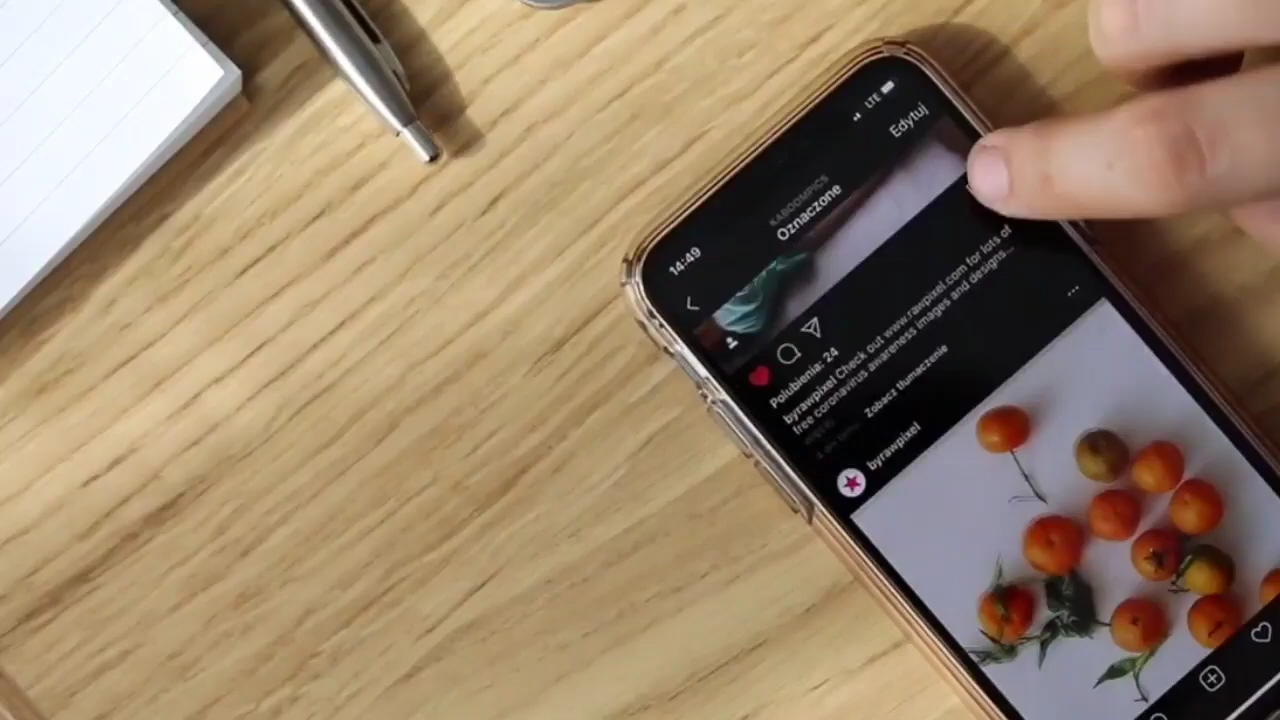 14:49
LTE
KABOOMPICS
Oznaczone
Edytuj
Polubienia: 24
byrawpixel Check out www.rawpixel.com for lots of
free coronavirus awareness images and designs...
więcej
Zobacz tłumaczenie
byrawpixel